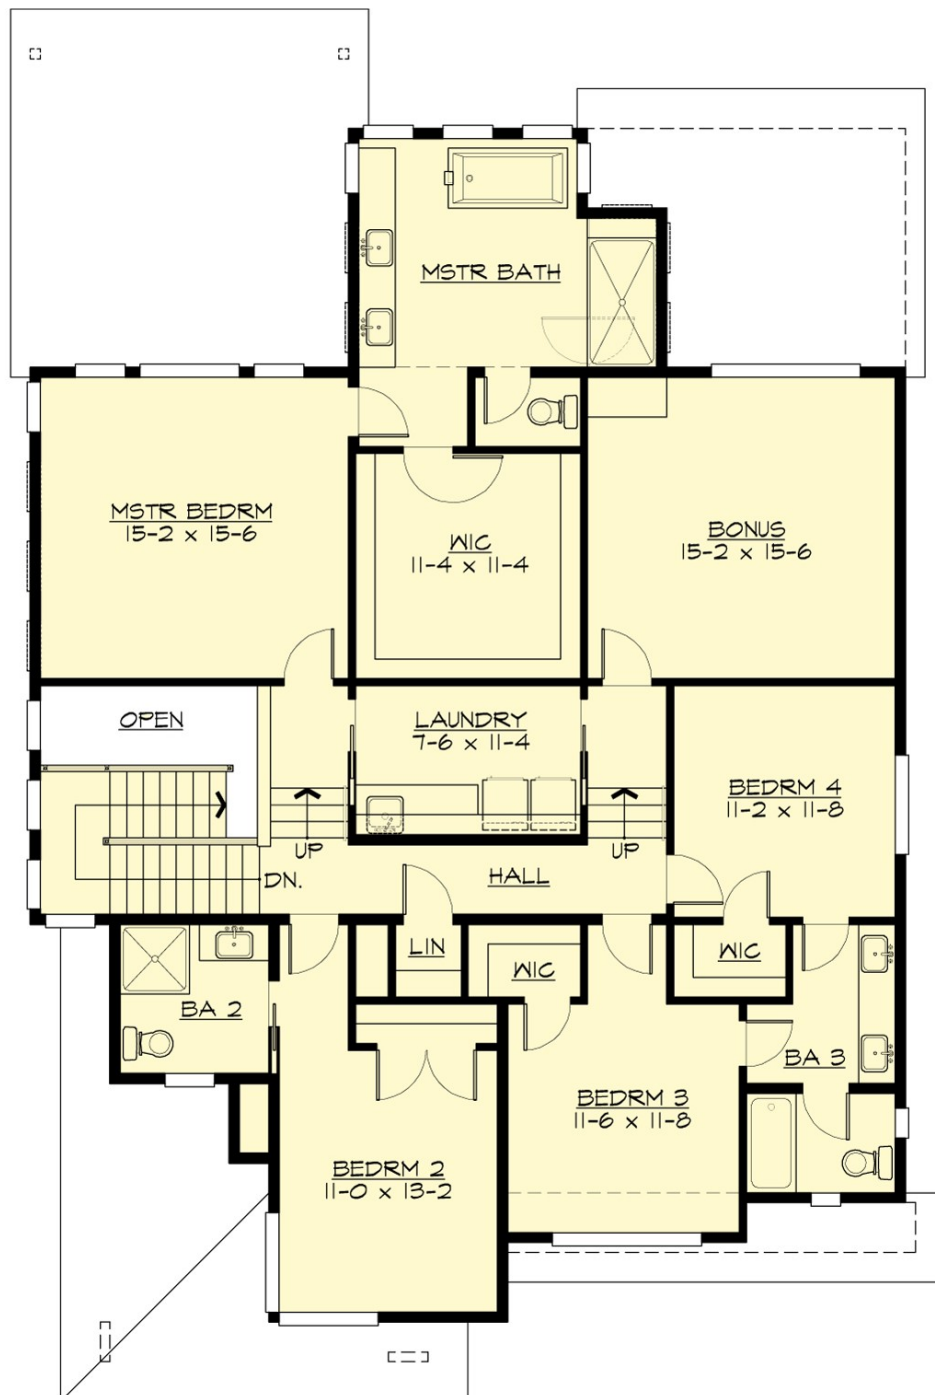 MSTR BATH
MSTR BEDRM
15-2 x 15-6
WIC
11-4 x 11-4
BONUS
15-2 x 15-6
OPEN
LAUNDRY
7-6 x 11-4
BEDRM 4
11-2 x 11-8
UP
UP
DN.
HALL
LIN
WIC
WIC
BA 2
BA 3
BEDRM 3
11-6 x 11-8
BEDRM 2
11-0 x 13-2